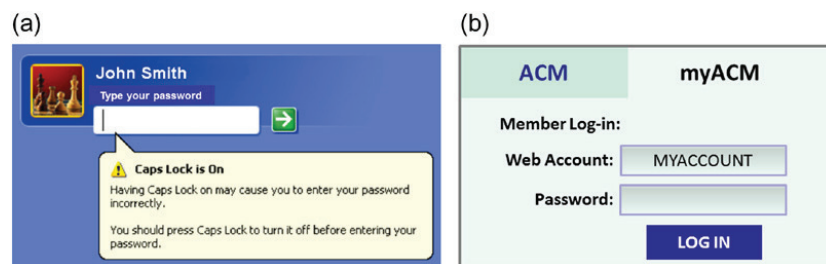 (a)
John Smith
Type your password
Caps Lock is On
Having Caps Lock on may cause you to enter your password
incorrectly.
You should press Caps Lock to turn it off before entering your
password.
(b)
ACM myACM
Member Log-in:
Web Account: MYACCOUNT
Password:
LOG IN